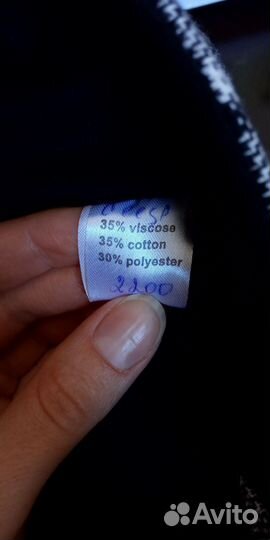 35% viscose
35% cotton
30% polyester
2200
Avito